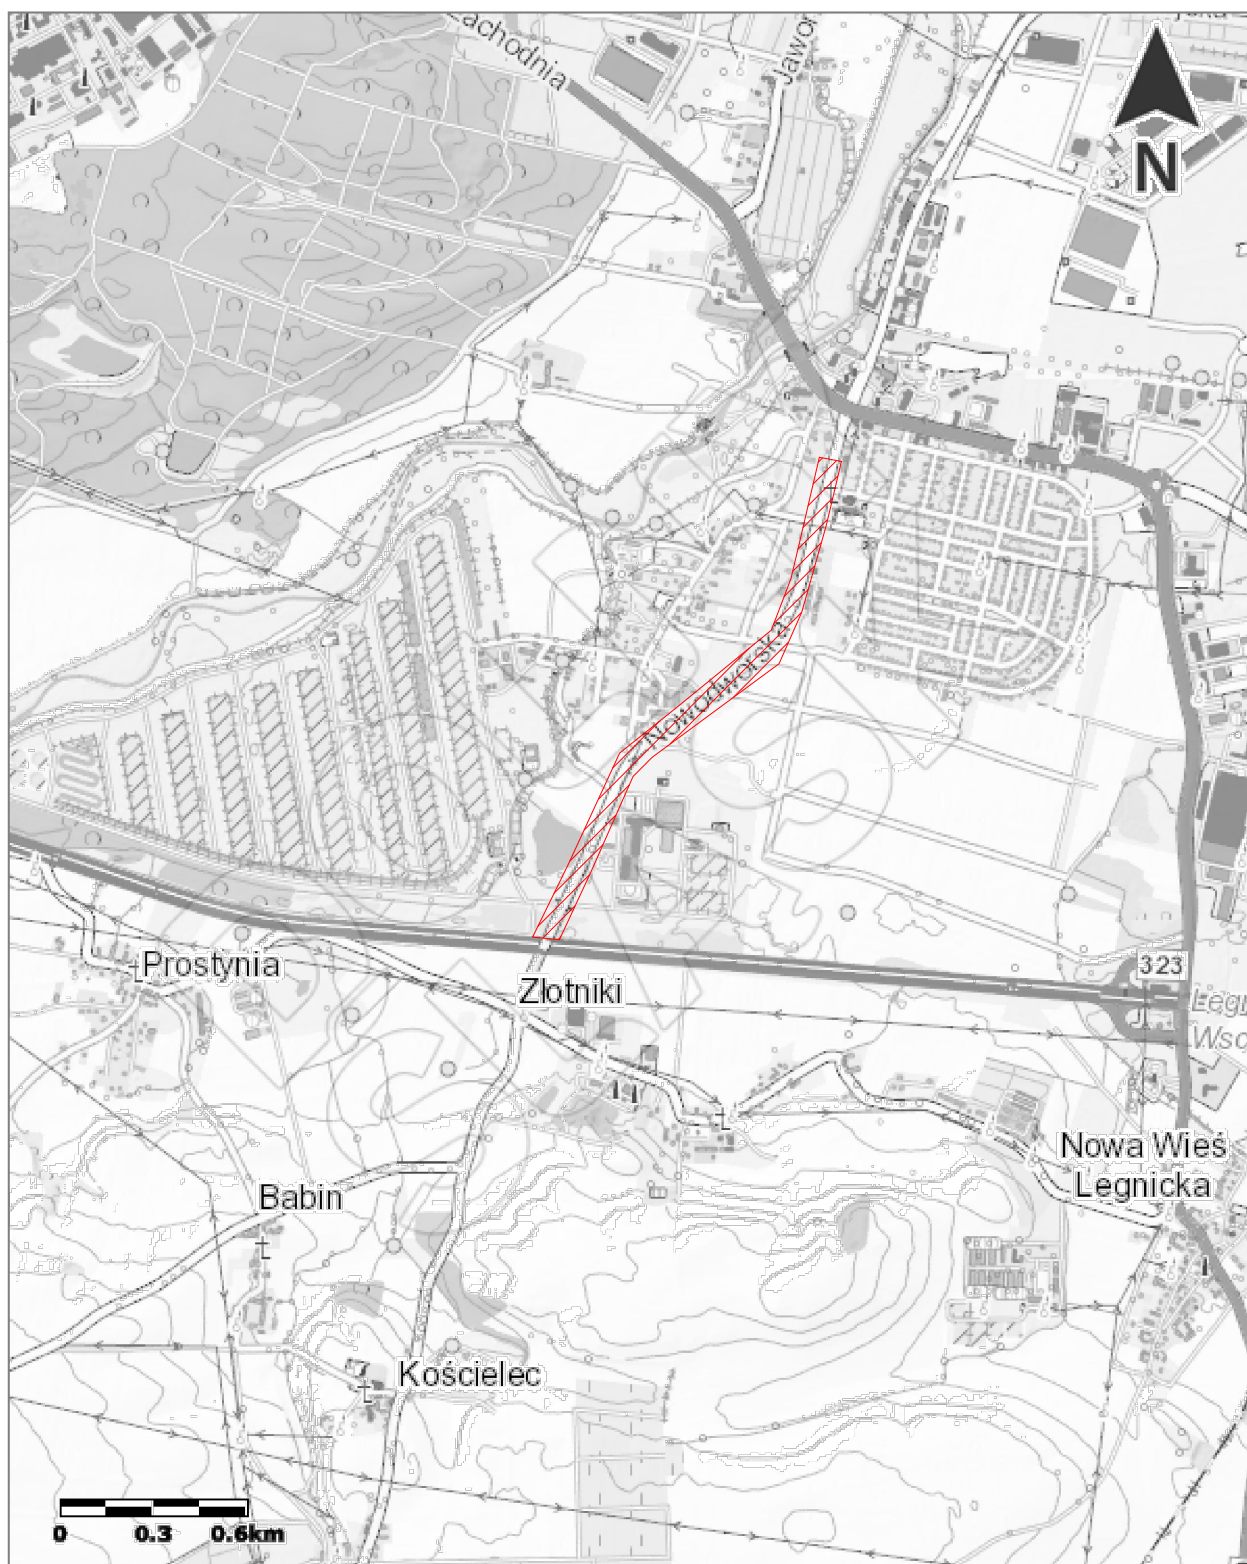 Zachodnia
Jawor
N
Nowodworska
Prostynia
323
Złotniki
Nowa Wieś
Legnicka
Babin
Kościelec
0 0.3 0.6km